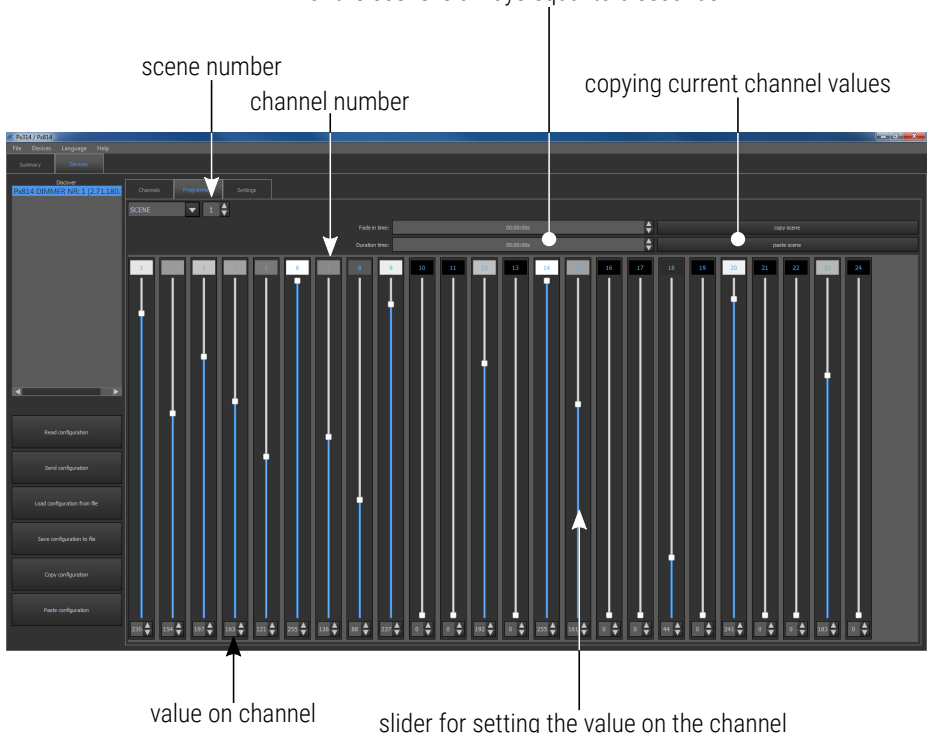 scene number
channel number
copying current channel values
Px314 / Px814
File Devices Language Help
Summary Devices
Discover
Px814 DIMMER NR: 1 [2.71.180.
Channels Programs Settings
SCENE 1
Fade in time: 00:00:00s copy scene
Duration time: 00:00:00s paste scene
1 2 3 4 5 6 7 8 9 10 11 12 13 14 15 16 17 18 19 20 21 22 23 24
Read configuration
Send configuration
Load configuration from file
Save configuration to file
Copy configuration
Paste configuration
230 154 197 163 121 255 136 88 237 0 0 192 0 255 161 0 0 44 0 241 0 0 183 0
value on channel
slider for setting the value on the channel